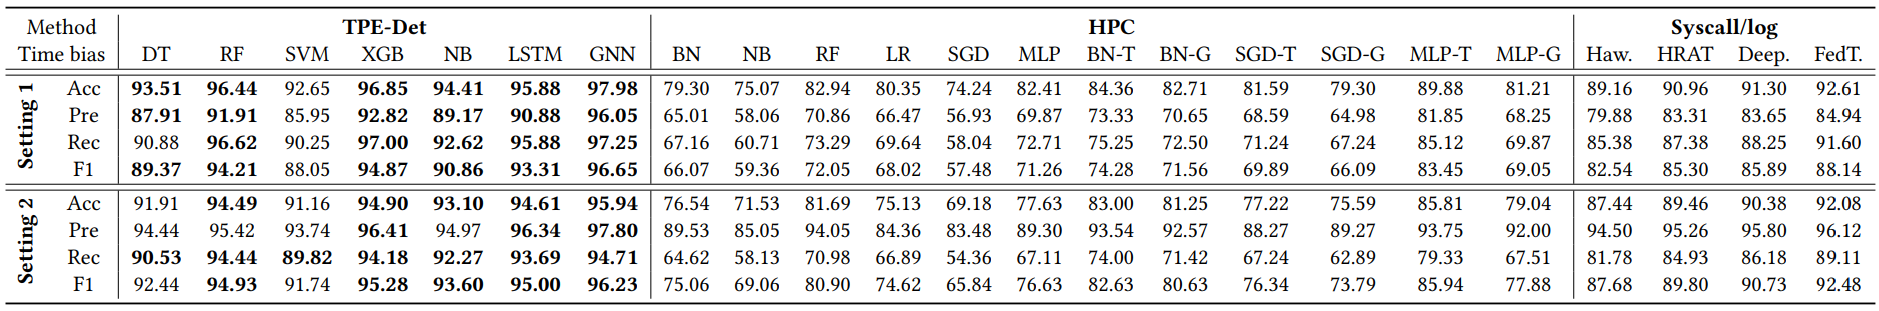 Method TPE-Det HPC Syscall/log
Time bias DT RF SVM XGB NB LSTM GNN BN NB RF LR SGD MLP BN-T BN-G SGD-T SGD-G MLP-T MLP-G Haw. HRAT Deep. FedT.
Setting 1
Acc 93.51 96.44 92.65 96.85 94.41 95.88 97.98 79.30 75.07 82.94 80.35 74.24 82.41 84.36 82.71 81.59 79.30 89.88 81.21 89.16 90.96 91.30 92.61
Pre 87.91 91.91 85.95 92.82 89.17 90.88 96.05 65.01 58.06 70.86 66.47 56.93 69.87 73.33 70.65 68.59 64.98 81.85 68.25 79.88 83.31 83.65 84.94
Rec 90.88 96.62 90.25 97.00 92.62 95.88 97.25 67.16 60.71 73.29 69.64 58.04 72.71 75.25 72.50 71.24 67.24 85.12 69.87 85.38 87.38 88.25 91.60
F1 89.37 94.21 88.05 94.87 90.86 93.31 96.65 66.07 59.36 72.05 68.02 57.48 71.26 74.28 71.56 69.89 66.09 83.45 69.05 82.54 85.30 85.89 88.14
Setting 2
Acc 91.91 94.49 91.16 94.90 93.10 94.61 95.94 76.54 71.53 81.69 75.13 69.18 77.63 83.00 81.25 77.22 75.59 85.81 79.04 87.44 89.46 90.38 92.08
Pre 94.44 95.42 93.74 96.41 94.97 96.34 97.80 89.53 85.05 94.05 84.36 83.48 89.30 93.54 92.57 88.27 89.27 93.75 92.00 94.50 95.26 95.80 96.12
Rec 90.53 94.44 89.82 94.18 92.27 93.69 94.71 64.62 58.13 70.98 66.89 54.36 67.11 74.00 71.42 67.24 62.89 79.33 67.51 81.78 84.93 86.18 89.11
F1 92.44 94.93 91.74 95.28 93.60 95.00 96.23 75.06 69.06 80.90 74.62 65.84 76.63 82.63 80.63 76.34 73.79 85.94 77.88 87.68 89.80 90.73 92.48